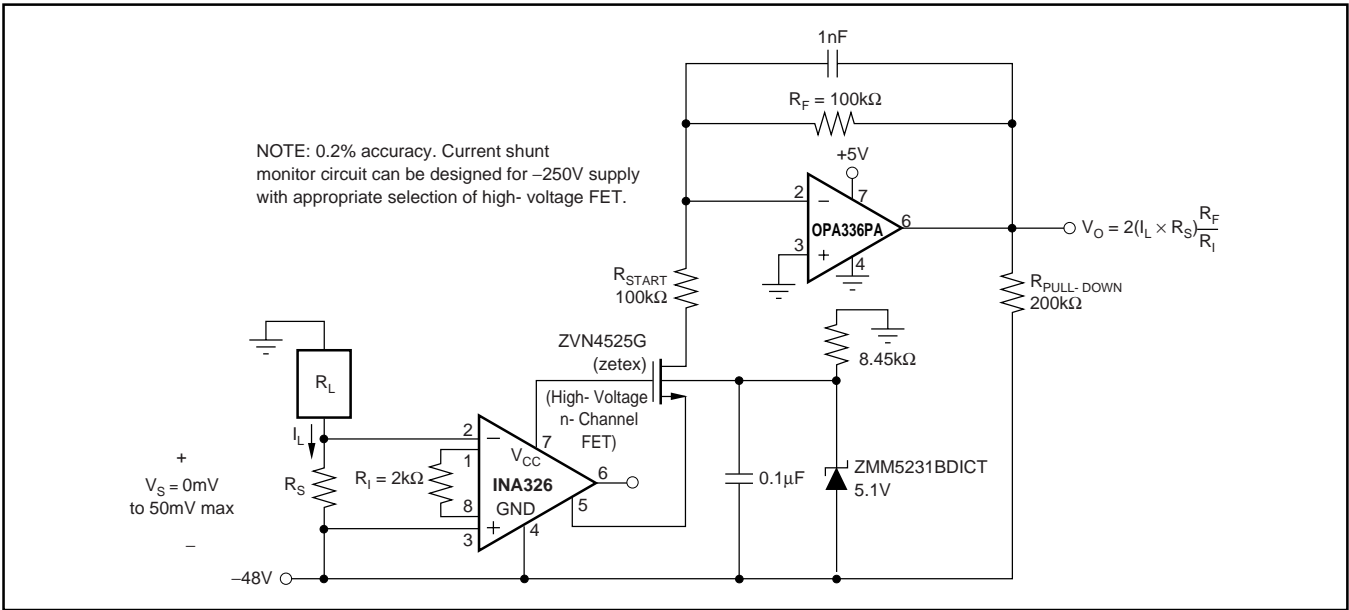 1nF
R_F = 100kΩ
NOTE: 0.2% accuracy. Current shunt
monitor circuit can be designed for −250V supply
with appropriate selection of high- voltage FET.
+5V
2
−
7
OPA336PA
6
3
+
4
V_O = 2(I_L × R_S) R_F/R_I
R_START
100kΩ
R_PULL- DOWN
200kΩ
ZVN4525G
(zetex)
8.45kΩ
R_L
(High- Voltage
n- Channel
FET)
I_L
2
−
7
1
V_CC
+
V_S = 0mV
to 50mV max
−
R_S
R_I = 2kΩ
INA326
6
0.1µF
ZMM5231BDICT
5.1V
8
GND
5
+
4
3
−48V